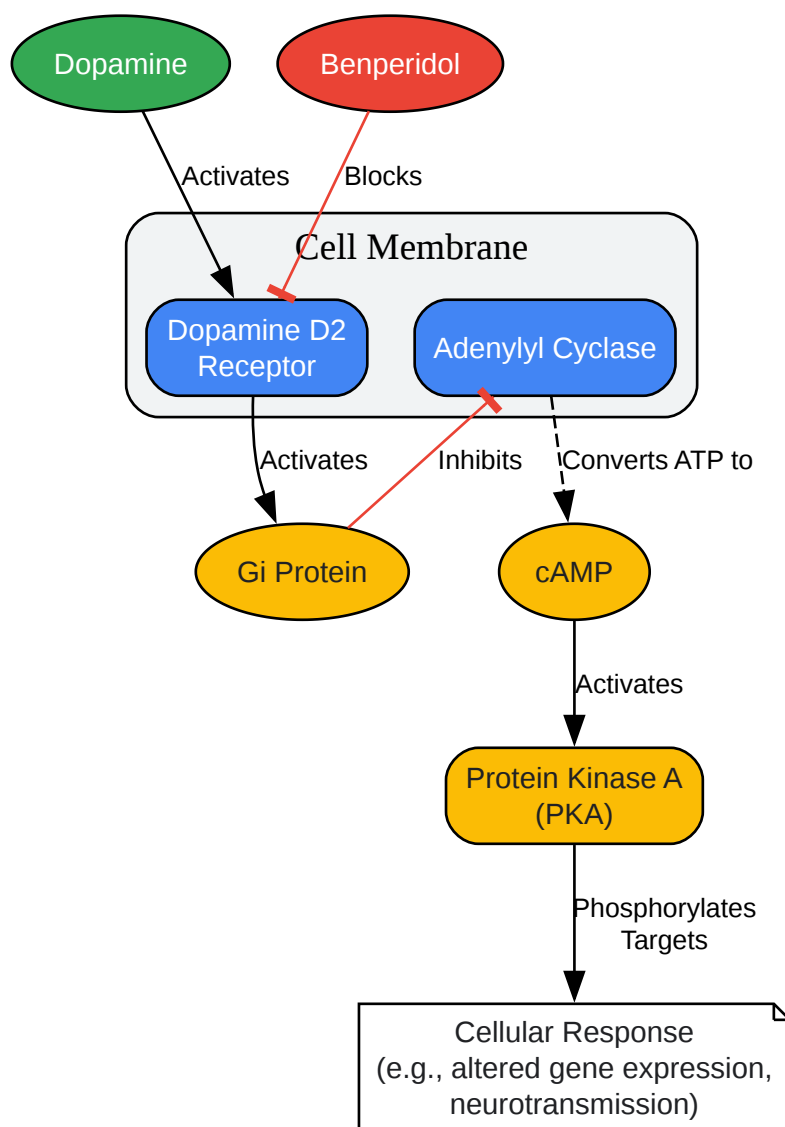 Dopamine
Benperidol
Activates
Blocks
Cell Membrane
Dopamine D2
Receptor
Adenylyl Cyclase
Activates
Inhibits
Converts ATP to
Gi Protein
cAMP
Activates
Protein Kinase A
(PKA)
Phosphorylates
Targets
Cellular Response
(e.g., altered gene expression,
neurotransmission)